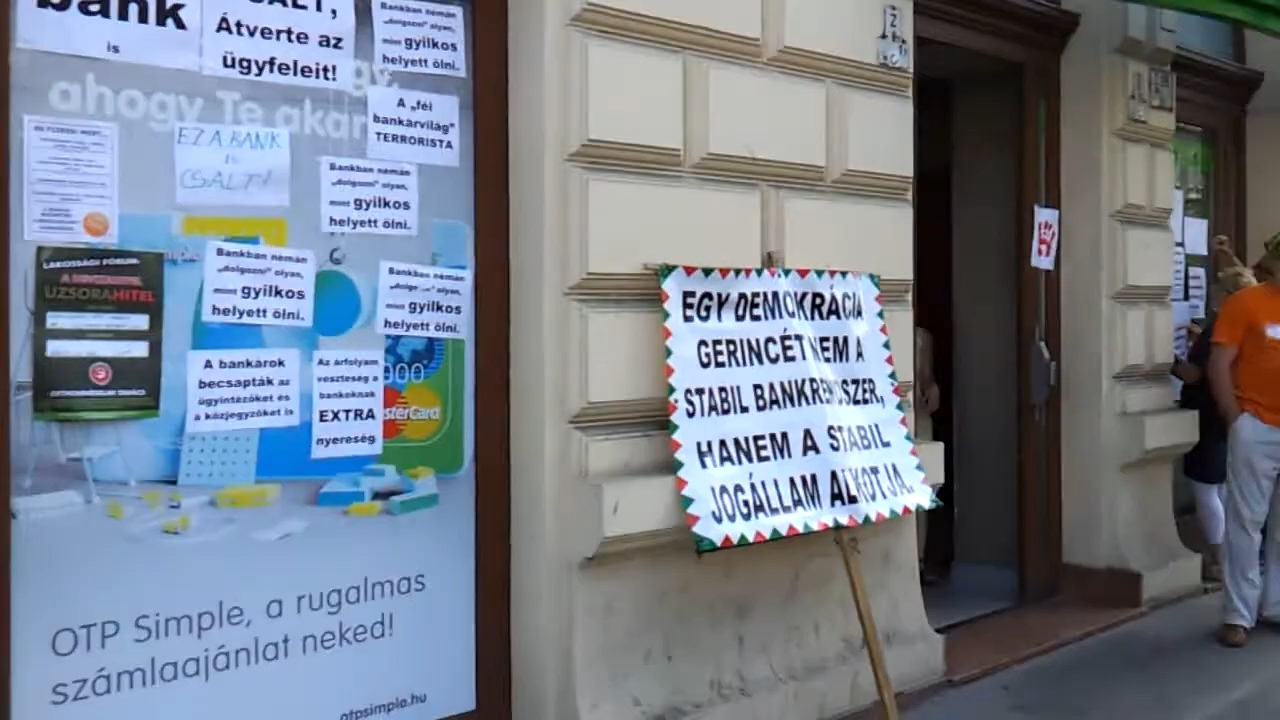 bank
is
CSALT,
Átverte az
ügyfeleit!
Bankban némán
„dolgozni” olyan,
mint gyilkos
helyett ölni.
ahogy Te akar
A „fél
bankárvilág”
TERRORISTA
EZ A BANK
is
CSALT!
Bankban némán
„dolgozni” olyan,
mint gyilkos
helyett ölni.
LAKOSSÁGI FÓRUM:
UZSORAHITEL
Bankban némán
„dolgozni” olyan,
mint gyilkos
helyett ölni.
Bankban némán
olyan,
mint gyilkos
helyett ölni.
A bankárok
becsapták az
ügyintézőket és
a közjegyzőket is
Az árfolyam
veszteség a
bankoknak
EXTRA
nyereség
000
sterCard
OTP Simple, a rugalmas
számlaajánlat neked!
otpsimple.hu
EGY DEMOKRÁCIA
GERINCÉT NEM A
STABIL BANKRENDSZER,
HANEM A STABIL
JOGÁLLAM ALKOTJA.